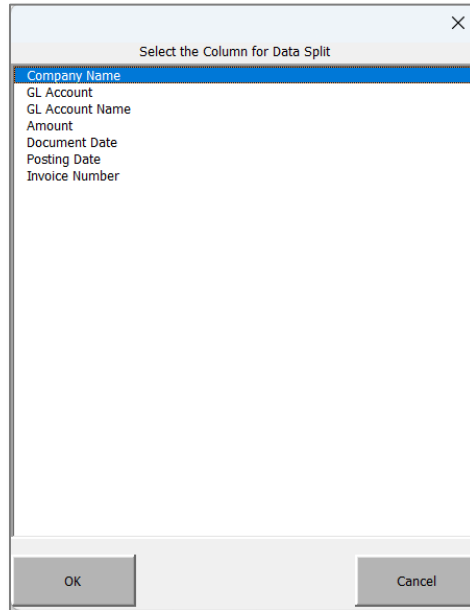 Select the Column for Data Split
Company Name
GL Account
GL Account Name
Amount
Document Date
Posting Date
Invoice Number
OK
Cancel